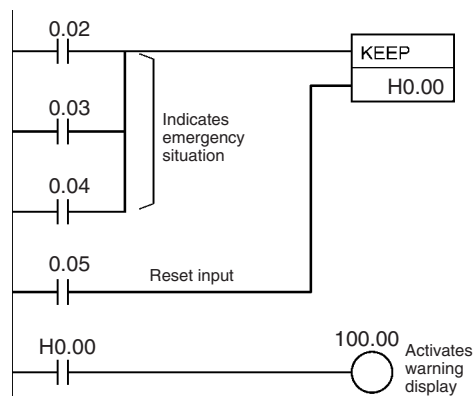 0.02
KEEP
H0.00
0.03
Indicates
emergency
situation
0.04
0.05
Reset input
H0.00
100.00
Activates
warning
display